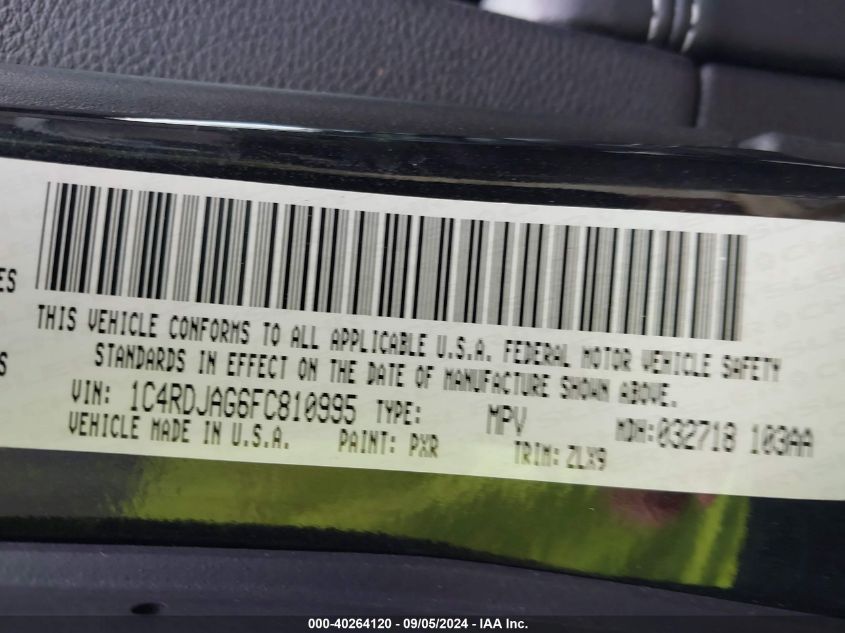 ES
THIS VEHICLE CONFORMS TO ALL APPLICABLE U.S.A. FEDERAL MOTOR VEHICLE SAFETY
S
STANDARDS IN EFFECT ON THE DATE OF MANUFACTURE SHOWN ABOVE.
VIN: 1C4RDJAG6FC810995 TYPE: MPV MDH:032718 103AA
VEHICLE MADE IN U.S.A. PAINT: PXR TRIM: ZLX9
000-40264120 - 09/05/2024 - IAA Inc.